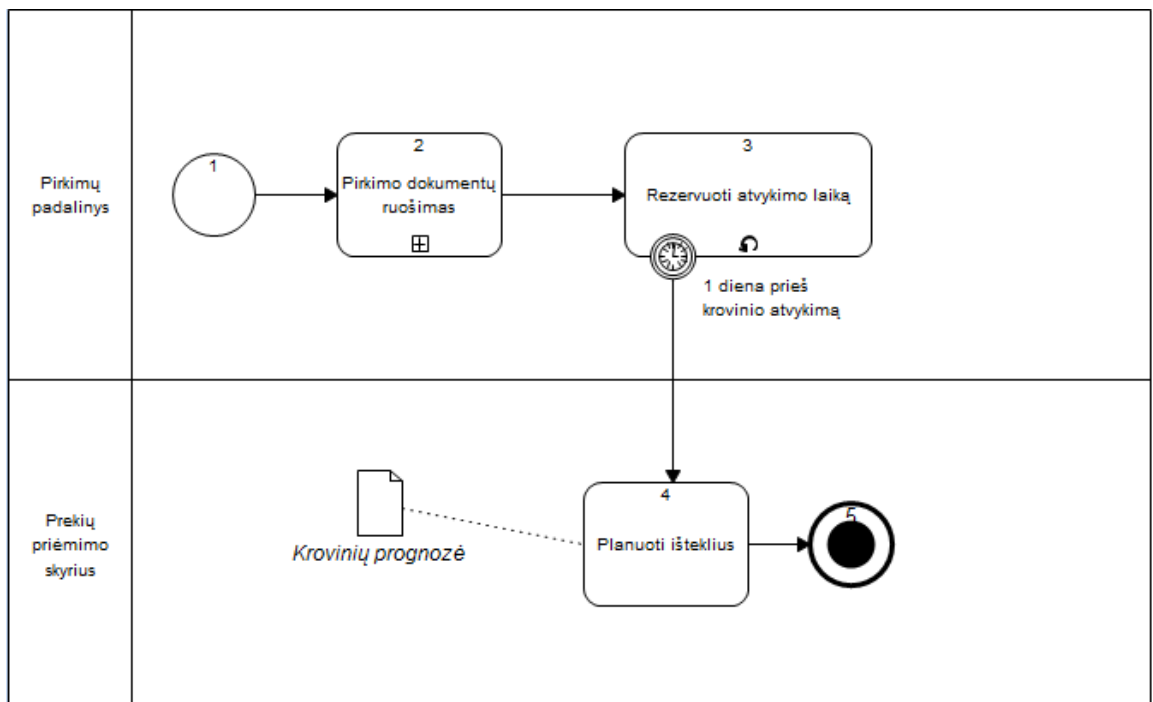 Pirkimų
padalinys
1
2
Pirkimo dokumentų
ruošimas
3
Rezervuoti atvykimo laiką
1 diena prieš
krovinio atvykimą
Prekių
priėmimo
skyrius
Krovinių prognozė
4
Planuoti išteklius
5